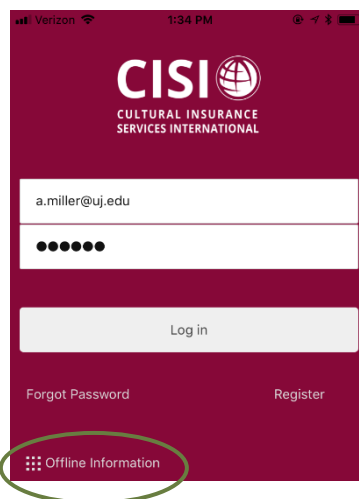 Verizon 1:34 PM
CISI
CULTURAL INSURANCE
SERVICES INTERNATIONAL
a.miller@uj.edu
●●●●●●
Log in
Forgot Password Register
Offline Information